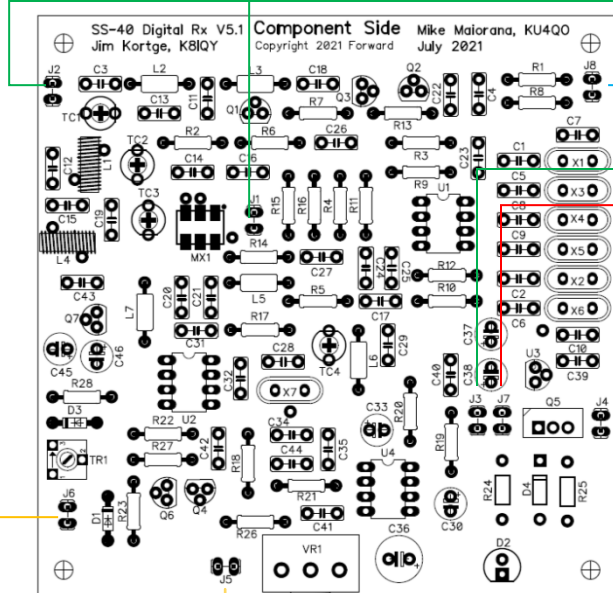 SS-40 Digital Rx V5.1 Component Side Mike Maiorana, KU4QO
Jim Kortge, K8IQY Copyright 2021 Forward July 2021
J2 C3 L2 L3 C18 Q2 R1 J8
C11 Q3 C22 C4
TC1 C13 Q1 R7 R8
R13 C7
TC2 R2 R6 C26
C12 L1 C14 C16 R3 C23 C1 X1
TC3 R9 U1 C5 X3
C15 C19 J1 R15 R16 R4 R11 C8 X4
MX1 R14 C9 X5
L4 C27 C24 C25 R12
C43 C20 C21 L5 R5 R10 X2
L7 C17 C2 X6
Q7 C31 R17 C37 C6
C45 C46 TC4 L6 C29 C10
C28 C38 U3 C39
R28 C32 X7 C40
D3 U2 C33 R20 J3 J7 Q5 J4
R22 C42 C34 C35 R19
TR1 R27 R18 C44 U4
3
2
1
J6 R21 R24 D4 R25
D1 R23 Q6 Q4 C41 C30
R26 C36 D2
VR1
J5